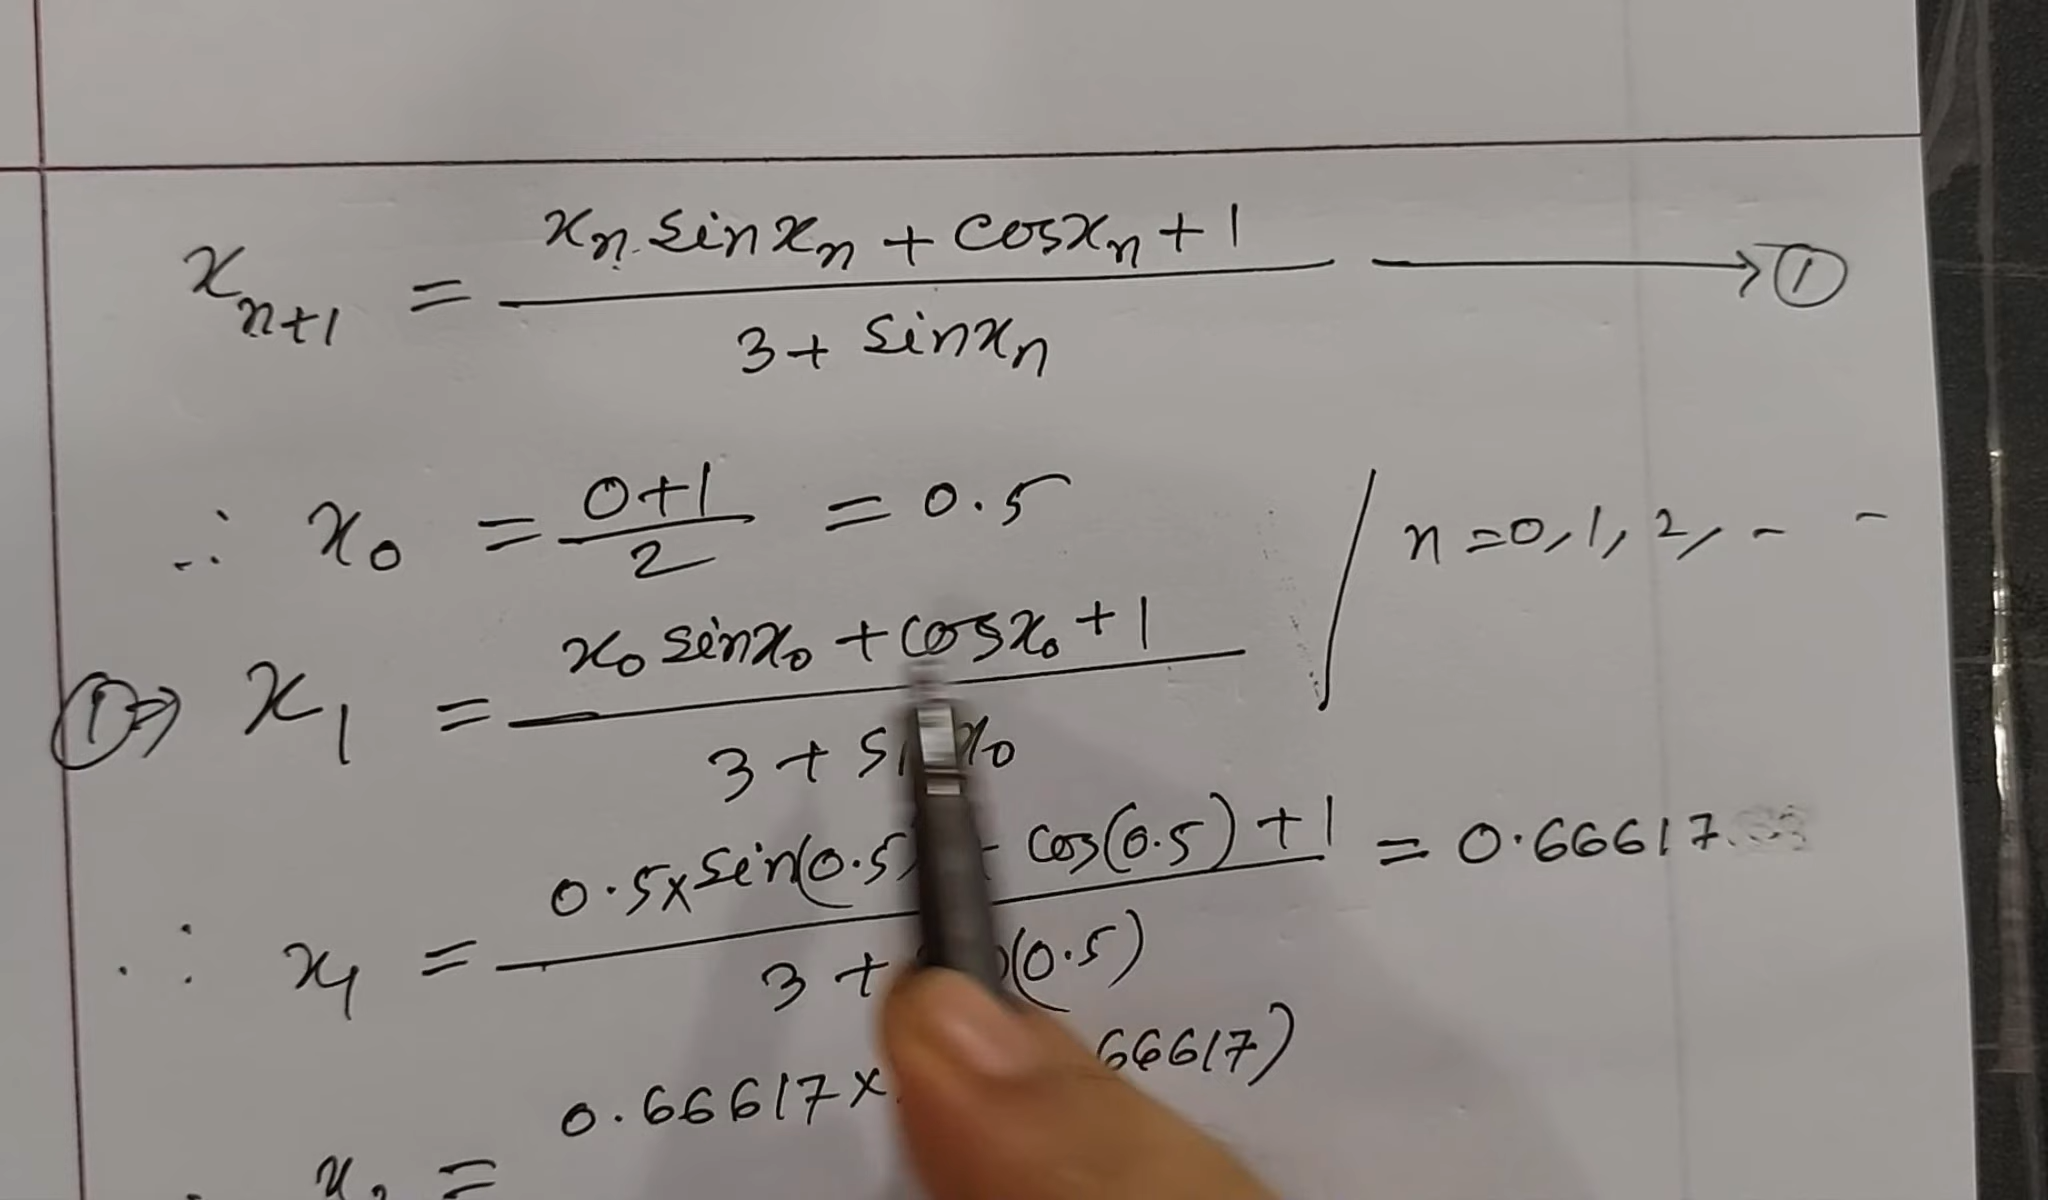 x_{n+1} = (x_n sin x_n + cos x_n + 1) / (3 + sin x_n) → ①
∴ x_0 = (0+1)/2 = 0.5 / n=0, 1, 2, - -
①⇒ x_1 = (x_0 sin x_0 + cos x_0 + 1) / (3 + s x_0)
∴ x_1 = (0.5×sin(0.5 cos(0.5) + 1) / (3 + (0.5)) = 0.66617
0.66617× 66617)
x =